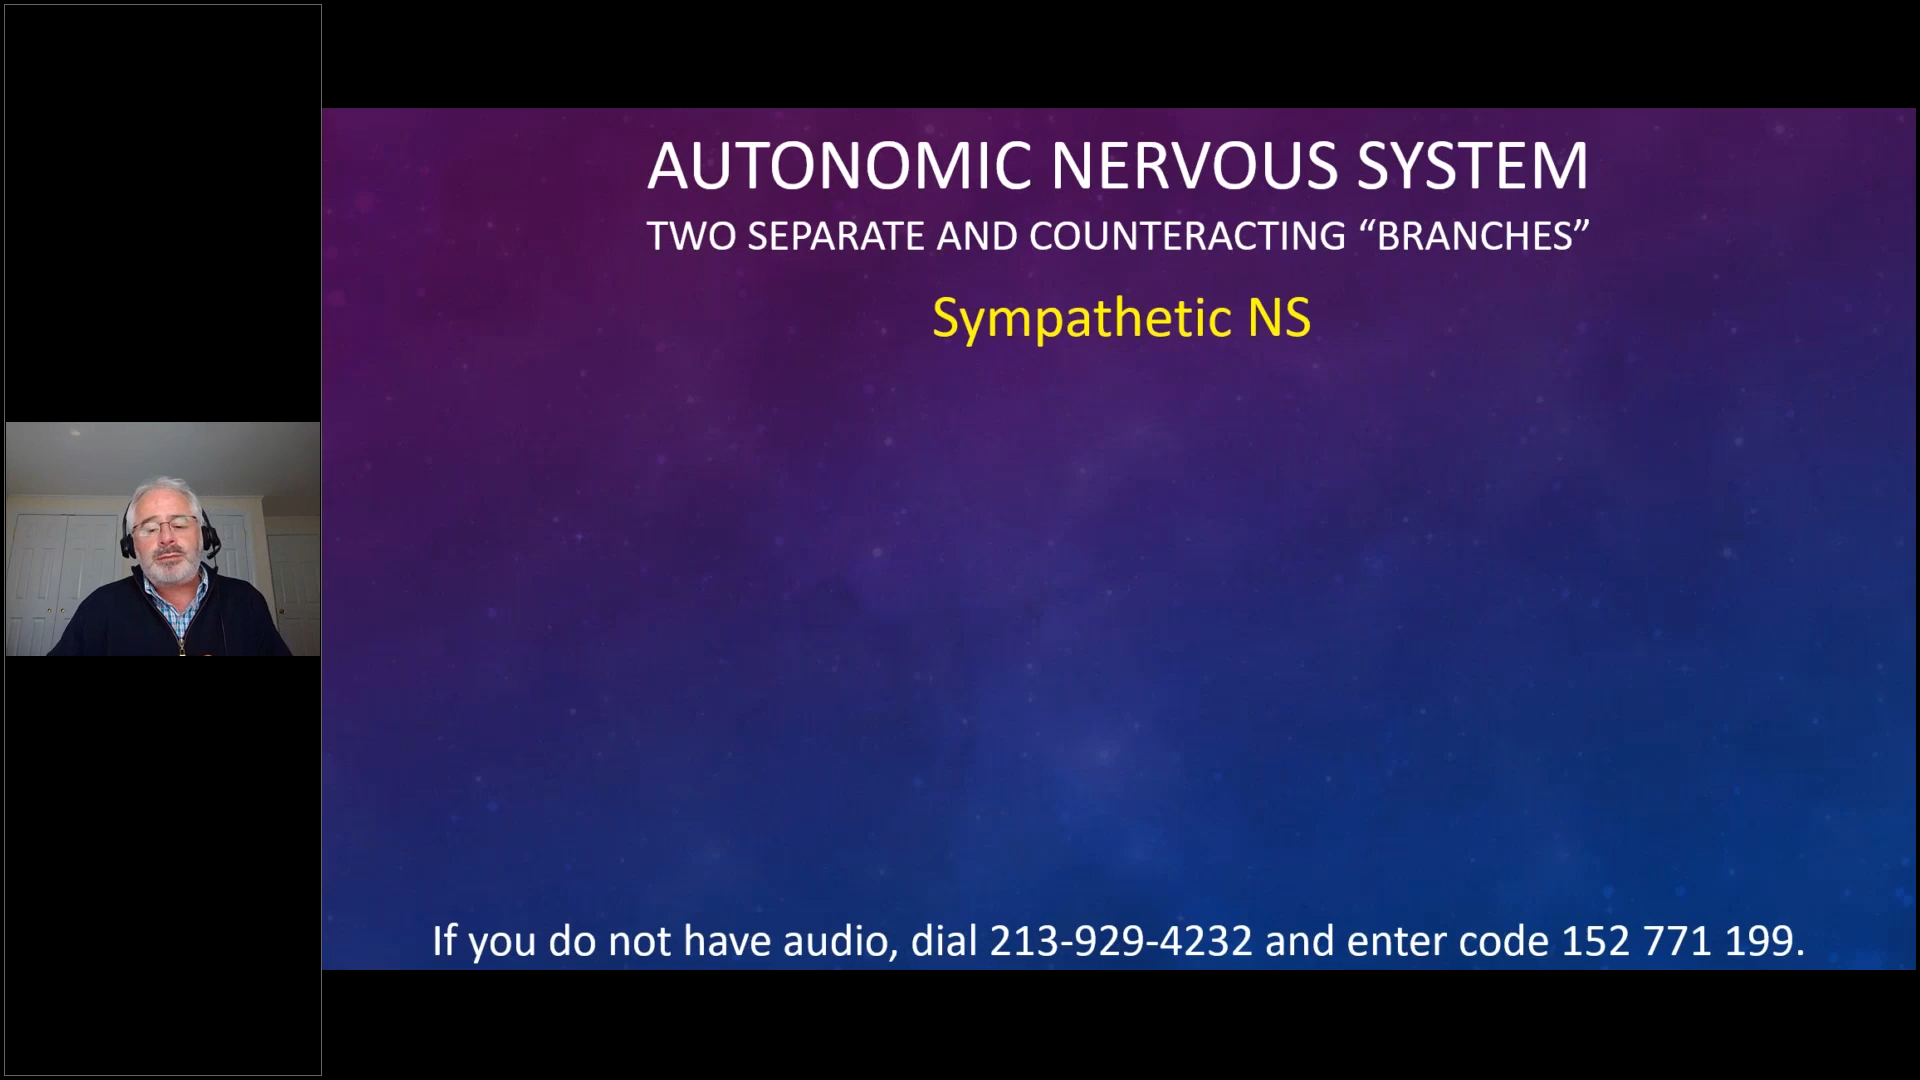 AUTONOMIC NERVOUS SYSTEM
TWO SEPARATE AND COUNTERACTING “BRANCHES”
Sympathetic NS
If you do not have audio, dial 213-929-4232 and enter code 152 771 199.